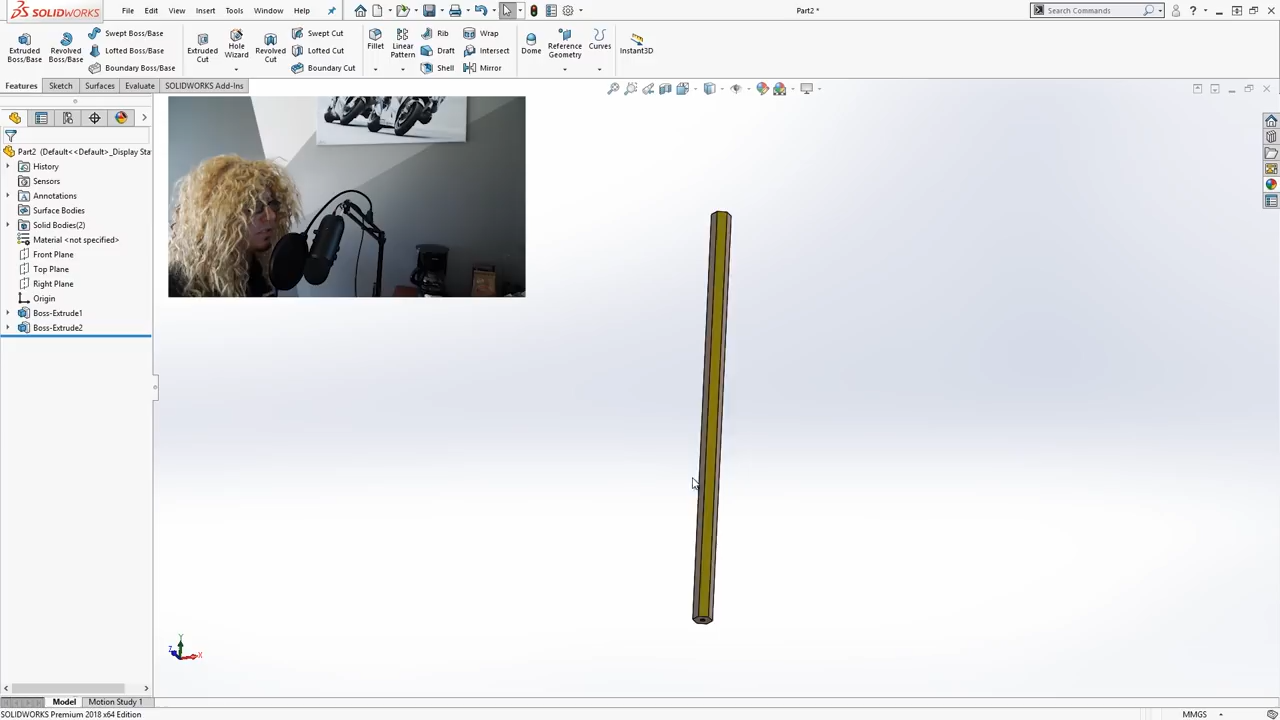 SOLIDWORKS File Edit View Insert Tools Window Help Part2 * Search Commands
Extruded Boss/Base
Revolved Boss/Base
Swept Boss/Base
Lofted Boss/Base
Boundary Boss/Base
Extruded Cut
Hole Wizard
Revolved Cut
Swept Cut
Lofted Cut
Boundary Cut
Fillet
Linear Pattern
Rib
Draft
Shell
Wrap
Intersect
Mirror
Dome
Reference Geometry
Curves
Instant3D
Features Sketch Surfaces Evaluate SOLIDWORKS Add-Ins
Part2 (Default<<Default>_Display Sta
History
Sensors
Annotations
Surface Bodies
Solid Bodies(2)
Material <not specified>
Front Plane
Top Plane
Right Plane
Origin
Boss-Extrude1
Boss-Extrude2
Y
Z
X
Model Motion Study 1
SOLIDWORKS Premium 2018 x64 Edition MMGS